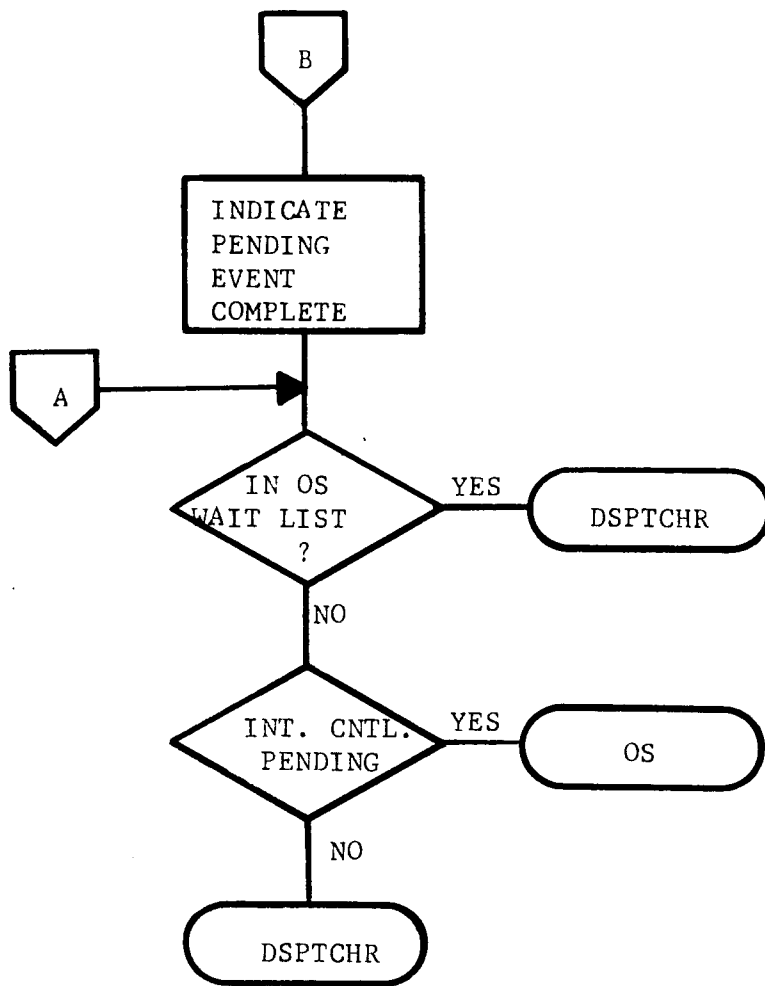 B
INDICATE
PENDING
EVENT
COMPLETE
A
IN OS
WAIT LIST
?
YES
DSPTCHR
NO
INT. CNTL.
PENDING
YES
OS
NO
DSPTCHR